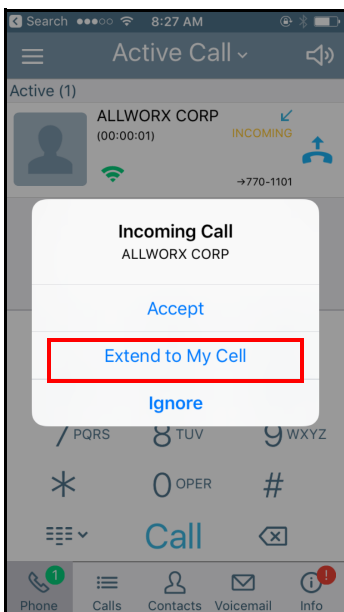 Search 8:27 AM
Active Call
Active (1)
ALLWORX CORP
(00:00:01)
INCOMING
→770-1101
Incoming Call
ALLWORX CORP
Accept
Extend to My Cell
Ignore
7 PQRS 8 TUV 9 WXYZ
* 0 OPER #
Call
1 !
Phone Calls Contacts Voicemail Info